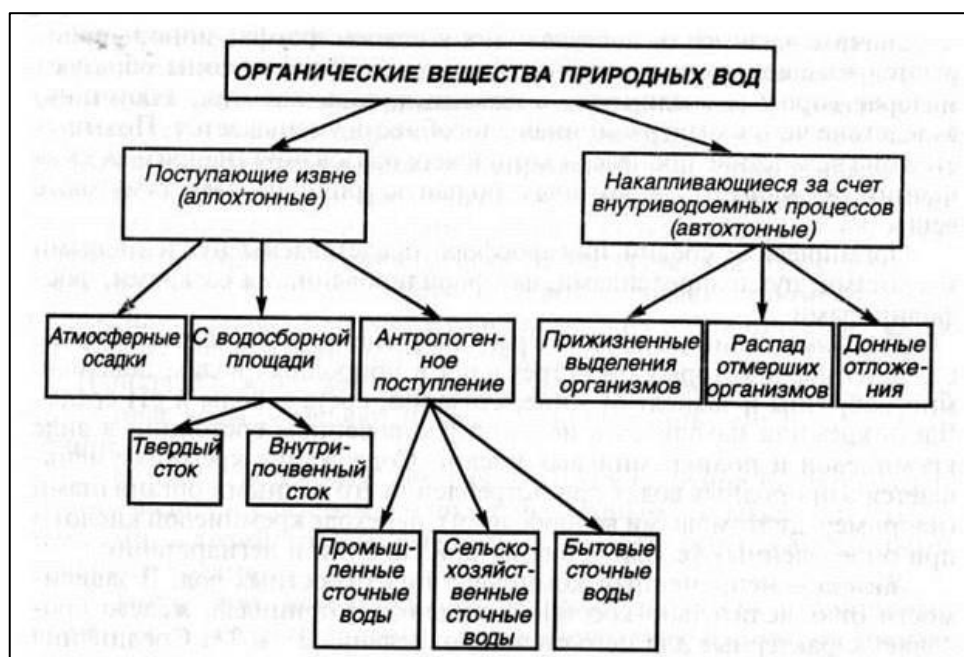 ОРГАНИЧЕСКИЕ ВЕЩЕСТВА ПРИРОДНЫХ ВОД
Поступающие извне
(аллохтонные)
Накапливающиеся за счет
внутриводоемных процессов
(автохтонные)
Атмосферные
осадки
С водосборной
площади
Антропоген-
ное
поступление
Прижизненные
выделения
организмов
Распад
отмерших
организмов
Донные
отложе-
ния
Твердый
сток
Внутри-
почвенный
сток
Промыш-
ленные
сточные
воды
Сельско-
хозяйст-
венные
сточные воды
Бытовые
сточные
воды